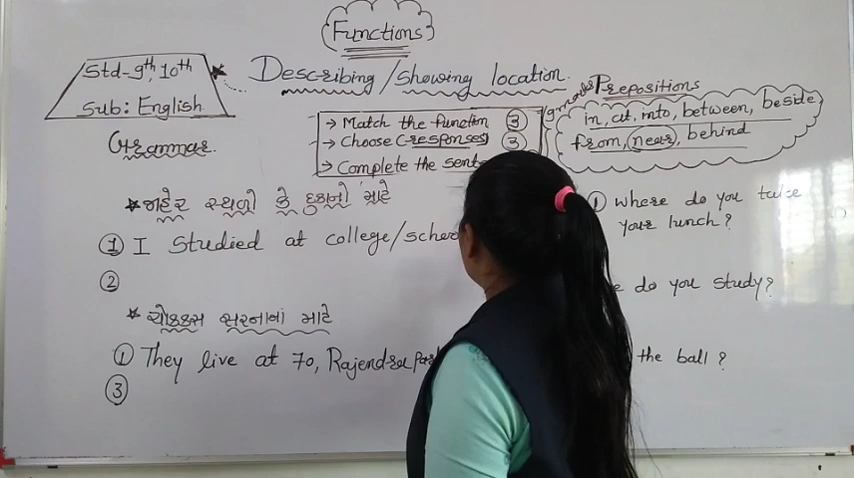 Functions
Std-9th, 10th
Sub: English
Grammar.
Describing/showing location.
→ Match the function ③
→ Choose (responses) ③
→ Complete the sent
9 marks
Prepositions
in, at, into, between, beside
from, near, behind
* જાહેર સ્થળો કે દુકાનો માટે
① I studied at college/
②
* ચોક્કસ સરનામાં માટે
① They live at 70, Rajendra
③
① where do you take
your lunch?
do you study?
the ball?